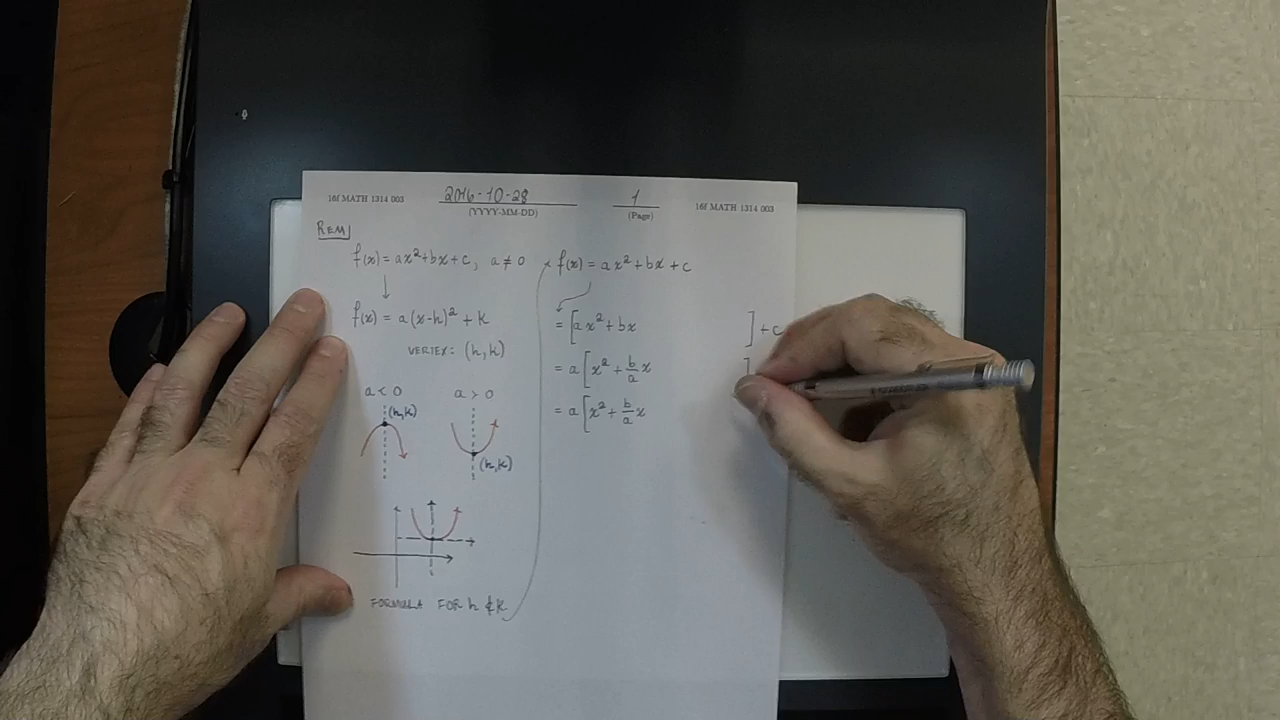 16f MATH 1314 003
2016-10-28
(YYYY-MM-DD)
1
(Page)
16f MATH 1314 003
REM
f(x) = ax²+bx+c, a ≠ 0
f(x) = a(x-h)² + k
VERTEX: (h,k)
a < 0
a > 0
(h,k)
(h,k)
FORMULA FOR h & k
f(x) = ax² + bx + c
= [ax² + bx ] + c
= a[x² + b/a x ]
= a[x² + b/a x